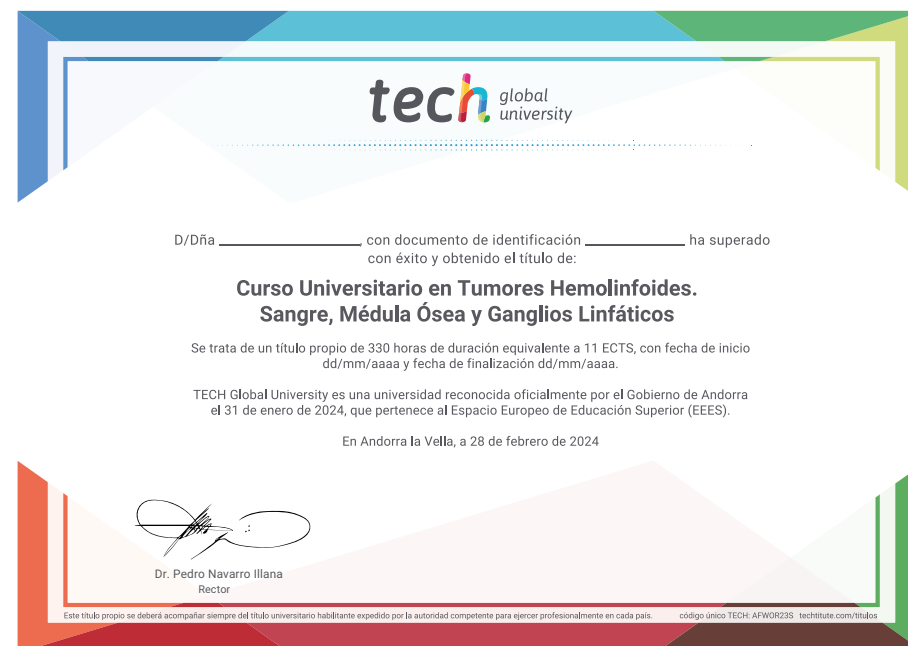 tech global university
D/Dña ____________________, con documento de identificación ______________ ha superado
con éxito y obtenido el título de:
Curso Universitario en Tumores Hemolinfoides.
Sangre, Médula Ósea y Ganglios Linfáticos
Se trata de un título propio de 330 horas de duración equivalente a 11 ECTS, con fecha de inicio
dd/mm/aaaa y fecha de finalización dd/mm/aaaa.
TECH Global University es una universidad reconocida oficialmente por el Gobierno de Andorra
el 31 de enero de 2024, que pertenece al Espacio Europeo de Educación Superior (EEES).
En Andorra la Vella, a 28 de febrero de 2024
Dr. Pedro Navarro Illana
Rector
Este título propio se deberá acompañar siempre del título universitario habilitante expedido por la autoridad competente para ejercer profesionalmente en cada país. código único TECH: AFWOR23S techtitute.com/titulos